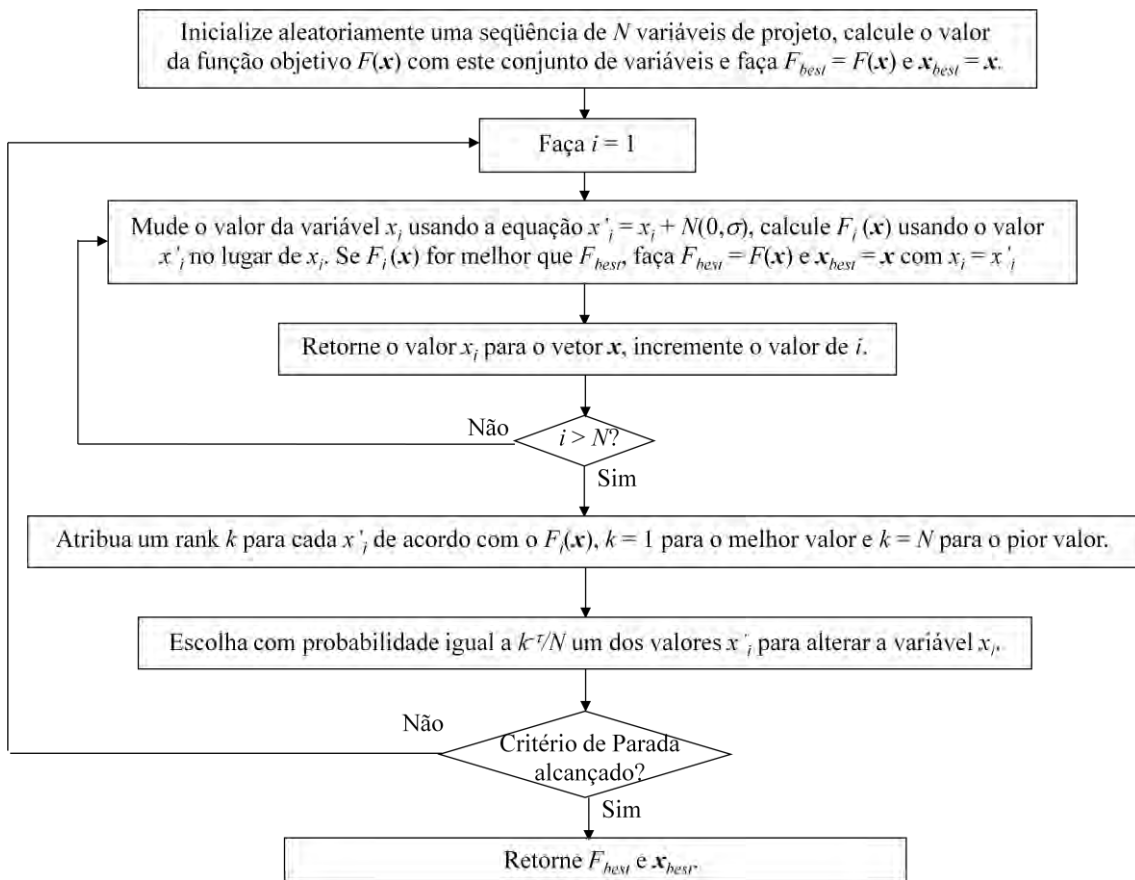 Inicialize aleatoriamente uma seqüência de N variáveis de projeto, calcule o valor
da função objetivo F(x) com este conjunto de variáveis e faça F_best = F(x) e x_best = x.
Faça i = 1
Mude o valor da variável x_i usando a equação x'_i = x_i + N(0,σ), calcule F_i (x) usando o valor
x'_i no lugar de x_i. Se F_i (x) for melhor que F_best, faça F_best = F(x) e x_best = x com x_i = x'_i
Retorne o valor x_i para o vetor x, incremente o valor de i.
Não
i > N?
Sim
Atribua um rank k para cada x'_i de acordo com o F_i(x), k = 1 para o melhor valor e k = N para o pior valor.
Escolha com probabilidade igual a k^-τ/N um dos valores x'_i para alterar a variável x_i.
Não
Critério de Parada
alcançado?
Sim
Retorne F_best e x_best.